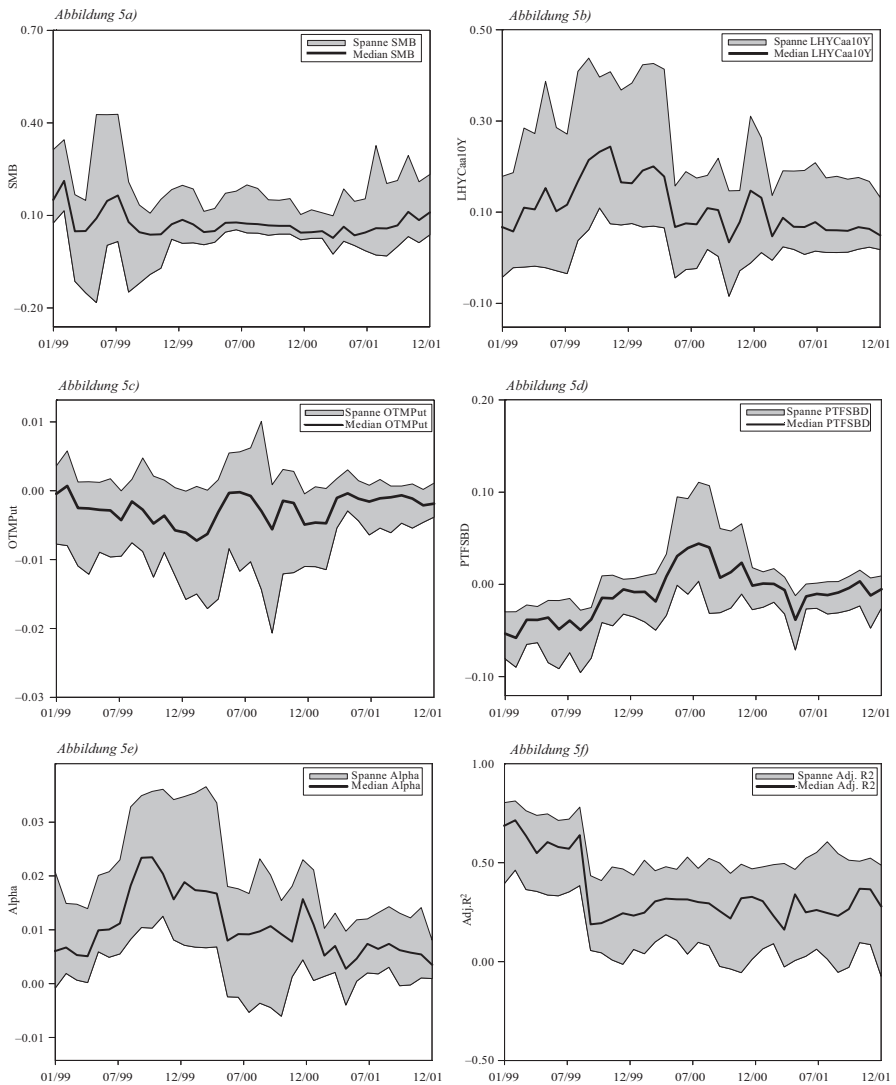 Abbildung 5a)
0.70
0.40
0.10
–0.20
SMB
Spanne SMB
Median SMB
01/99 07/99 12/99 07/00 12/00 07/01 12/01
Abbildung 5b)
0.50
0.30
0.10
–0.10
LHYCaa10Y
Spanne LHYCaa10Y
Median LHYCaa10Y
01/99 07/99 12/99 07/00 12/00 07/01 12/01
Abbildung 5c)
0.01
0.00
–0.01
–0.02
–0.03
OTMPut
Spanne OTMPut
Median OTMPut
01/99 07/99 12/99 07/00 12/00 07/01 12/01
Abbildung 5d)
0.20
0.10
0.00
–0.10
PTFSBD
Spanne PTFSBD
Median PTFSBD
01/99 07/99 12/99 07/00 12/00 07/01 12/01
Abbildung 5e)
0.03
0.02
0.01
0.00
–0.01
Alpha
Spanne Alpha
Median Alpha
01/99 07/99 12/99 07/00 12/00 07/01 12/01
Abbildung 5f)
1.00
0.50
0.00
–0.50
Adj.R²
Spanne Adj. R2
Median Adj. R2
01/99 07/99 12/99 07/00 12/00 07/01 12/01